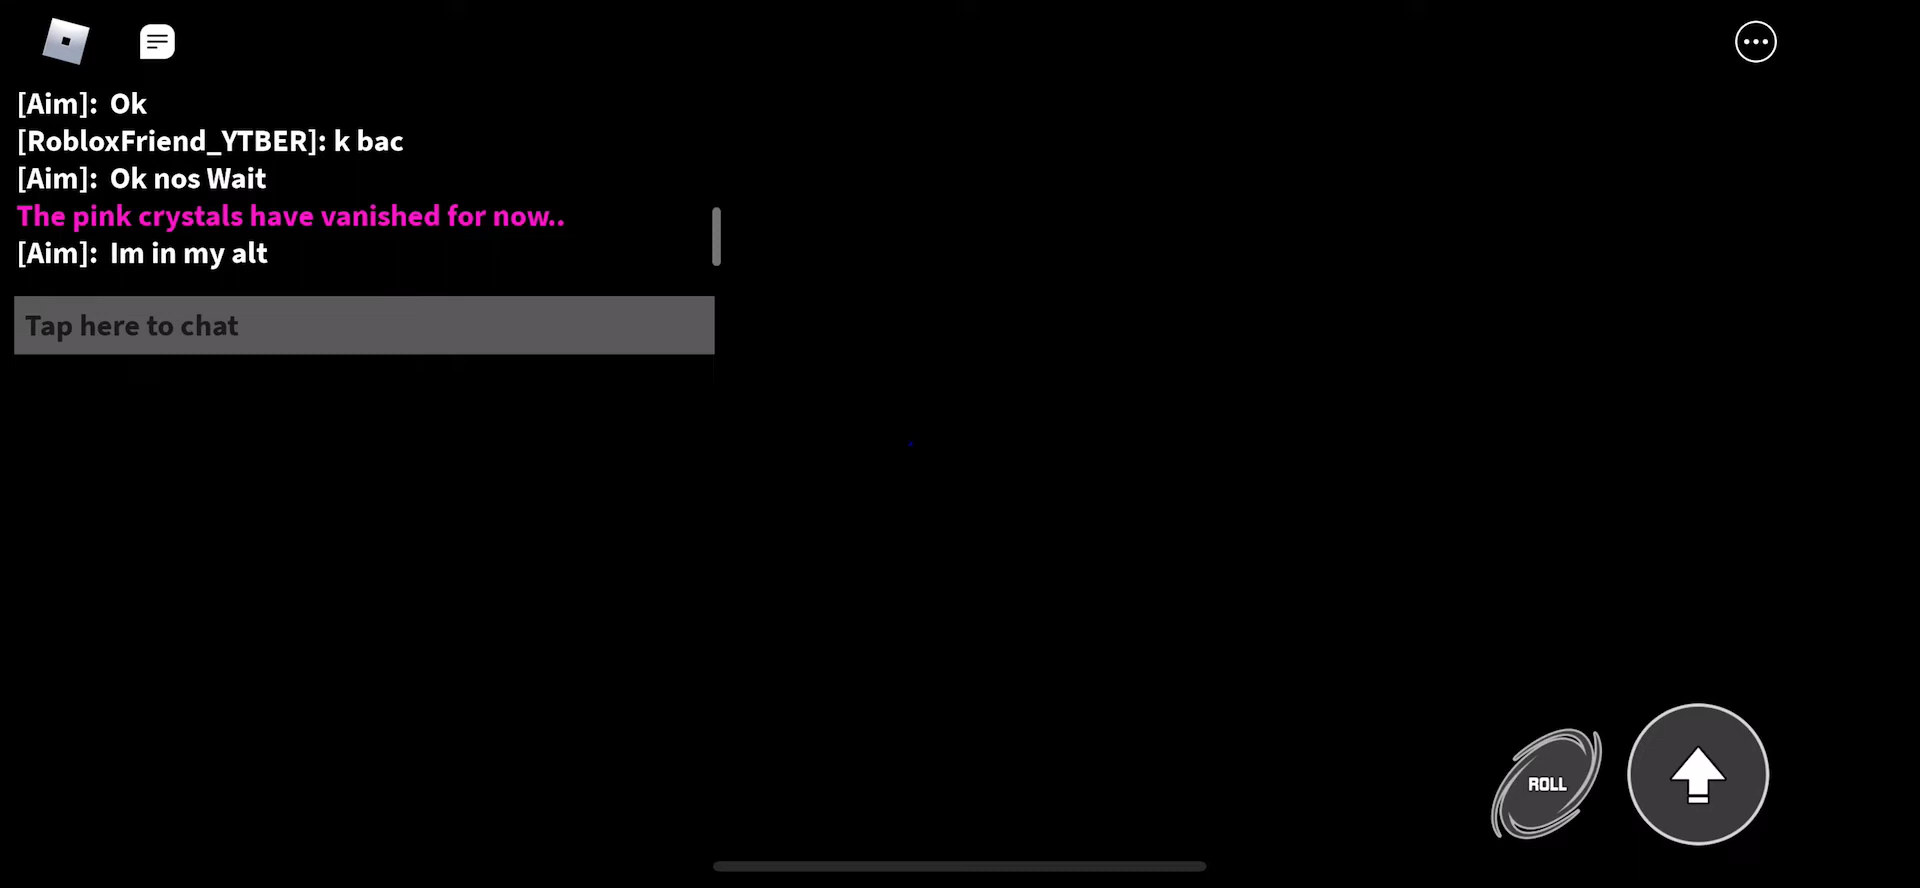 [Aim]: Ok
[RobloxFriend_YTBER]: k bac
[Aim]: Ok nos Wait
The pink crystals have vanished for now..
[Aim]: Im in my alt
Tap here to chat
ROLL